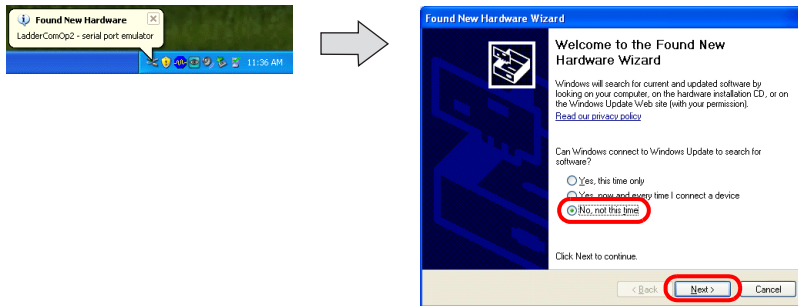 Found New Hardware
LadderComOp2 - serial port emulator
11:36 AM
Found New Hardware Wizard
Welcome to the Found New
Hardware Wizard
Windows will search for current and updated software by
looking on your computer, on the hardware installation CD, or on
the Windows Update Web site (with your permission).
Read our privacy policy
Can Windows connect to Windows Update to search for
software?
Yes, this time only
Yes, now and every time I connect a device
No, not this time
Click Next to continue.
< Back Next > Cancel